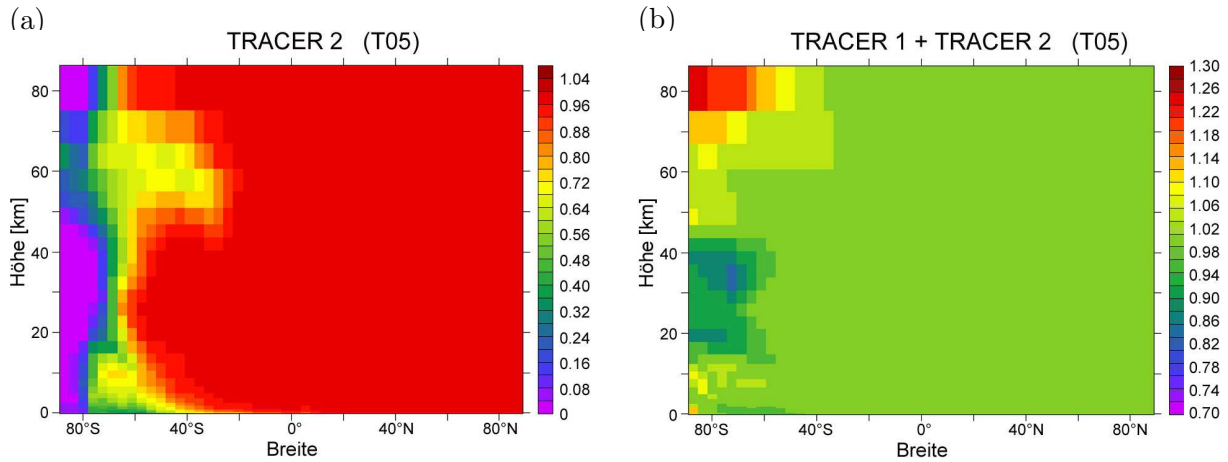 (a)
TRACER 2 (T05)
Höhe [km]
80
60
40
20
0
80°S
40°S
0°
40°N
80°N
Breite
1.04
0.96
0.88
0.80
0.72
0.64
0.56
0.48
0.40
0.32
0.24
0.16
0.08
0
(b)
TRACER 1 + TRACER 2 (T05)
Höhe [km]
80
60
40
20
0
80°S
40°S
0°
40°N
80°N
Breite
1.30
1.26
1.22
1.18
1.14
1.10
1.06
1.02
0.98
0.94
0.90
0.86
0.82
0.78
0.74
0.70